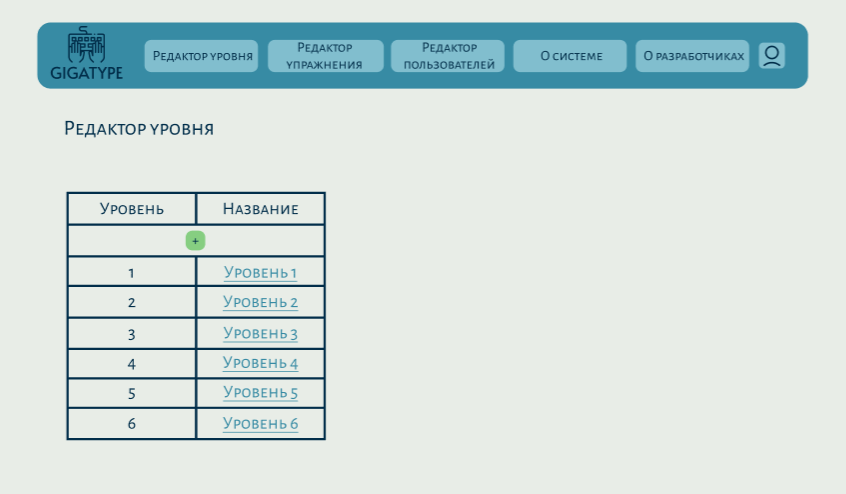 GIGATYPE
Редактор уровня
Редактор
упражнения
Редактор
пользователей
О системе
О разработчиках
Редактор уровня
Уровень Название
+
1 Уровень 1
2 Уровень 2
3 Уровень 3
4 Уровень 4
5 Уровень 5
6 Уровень 6